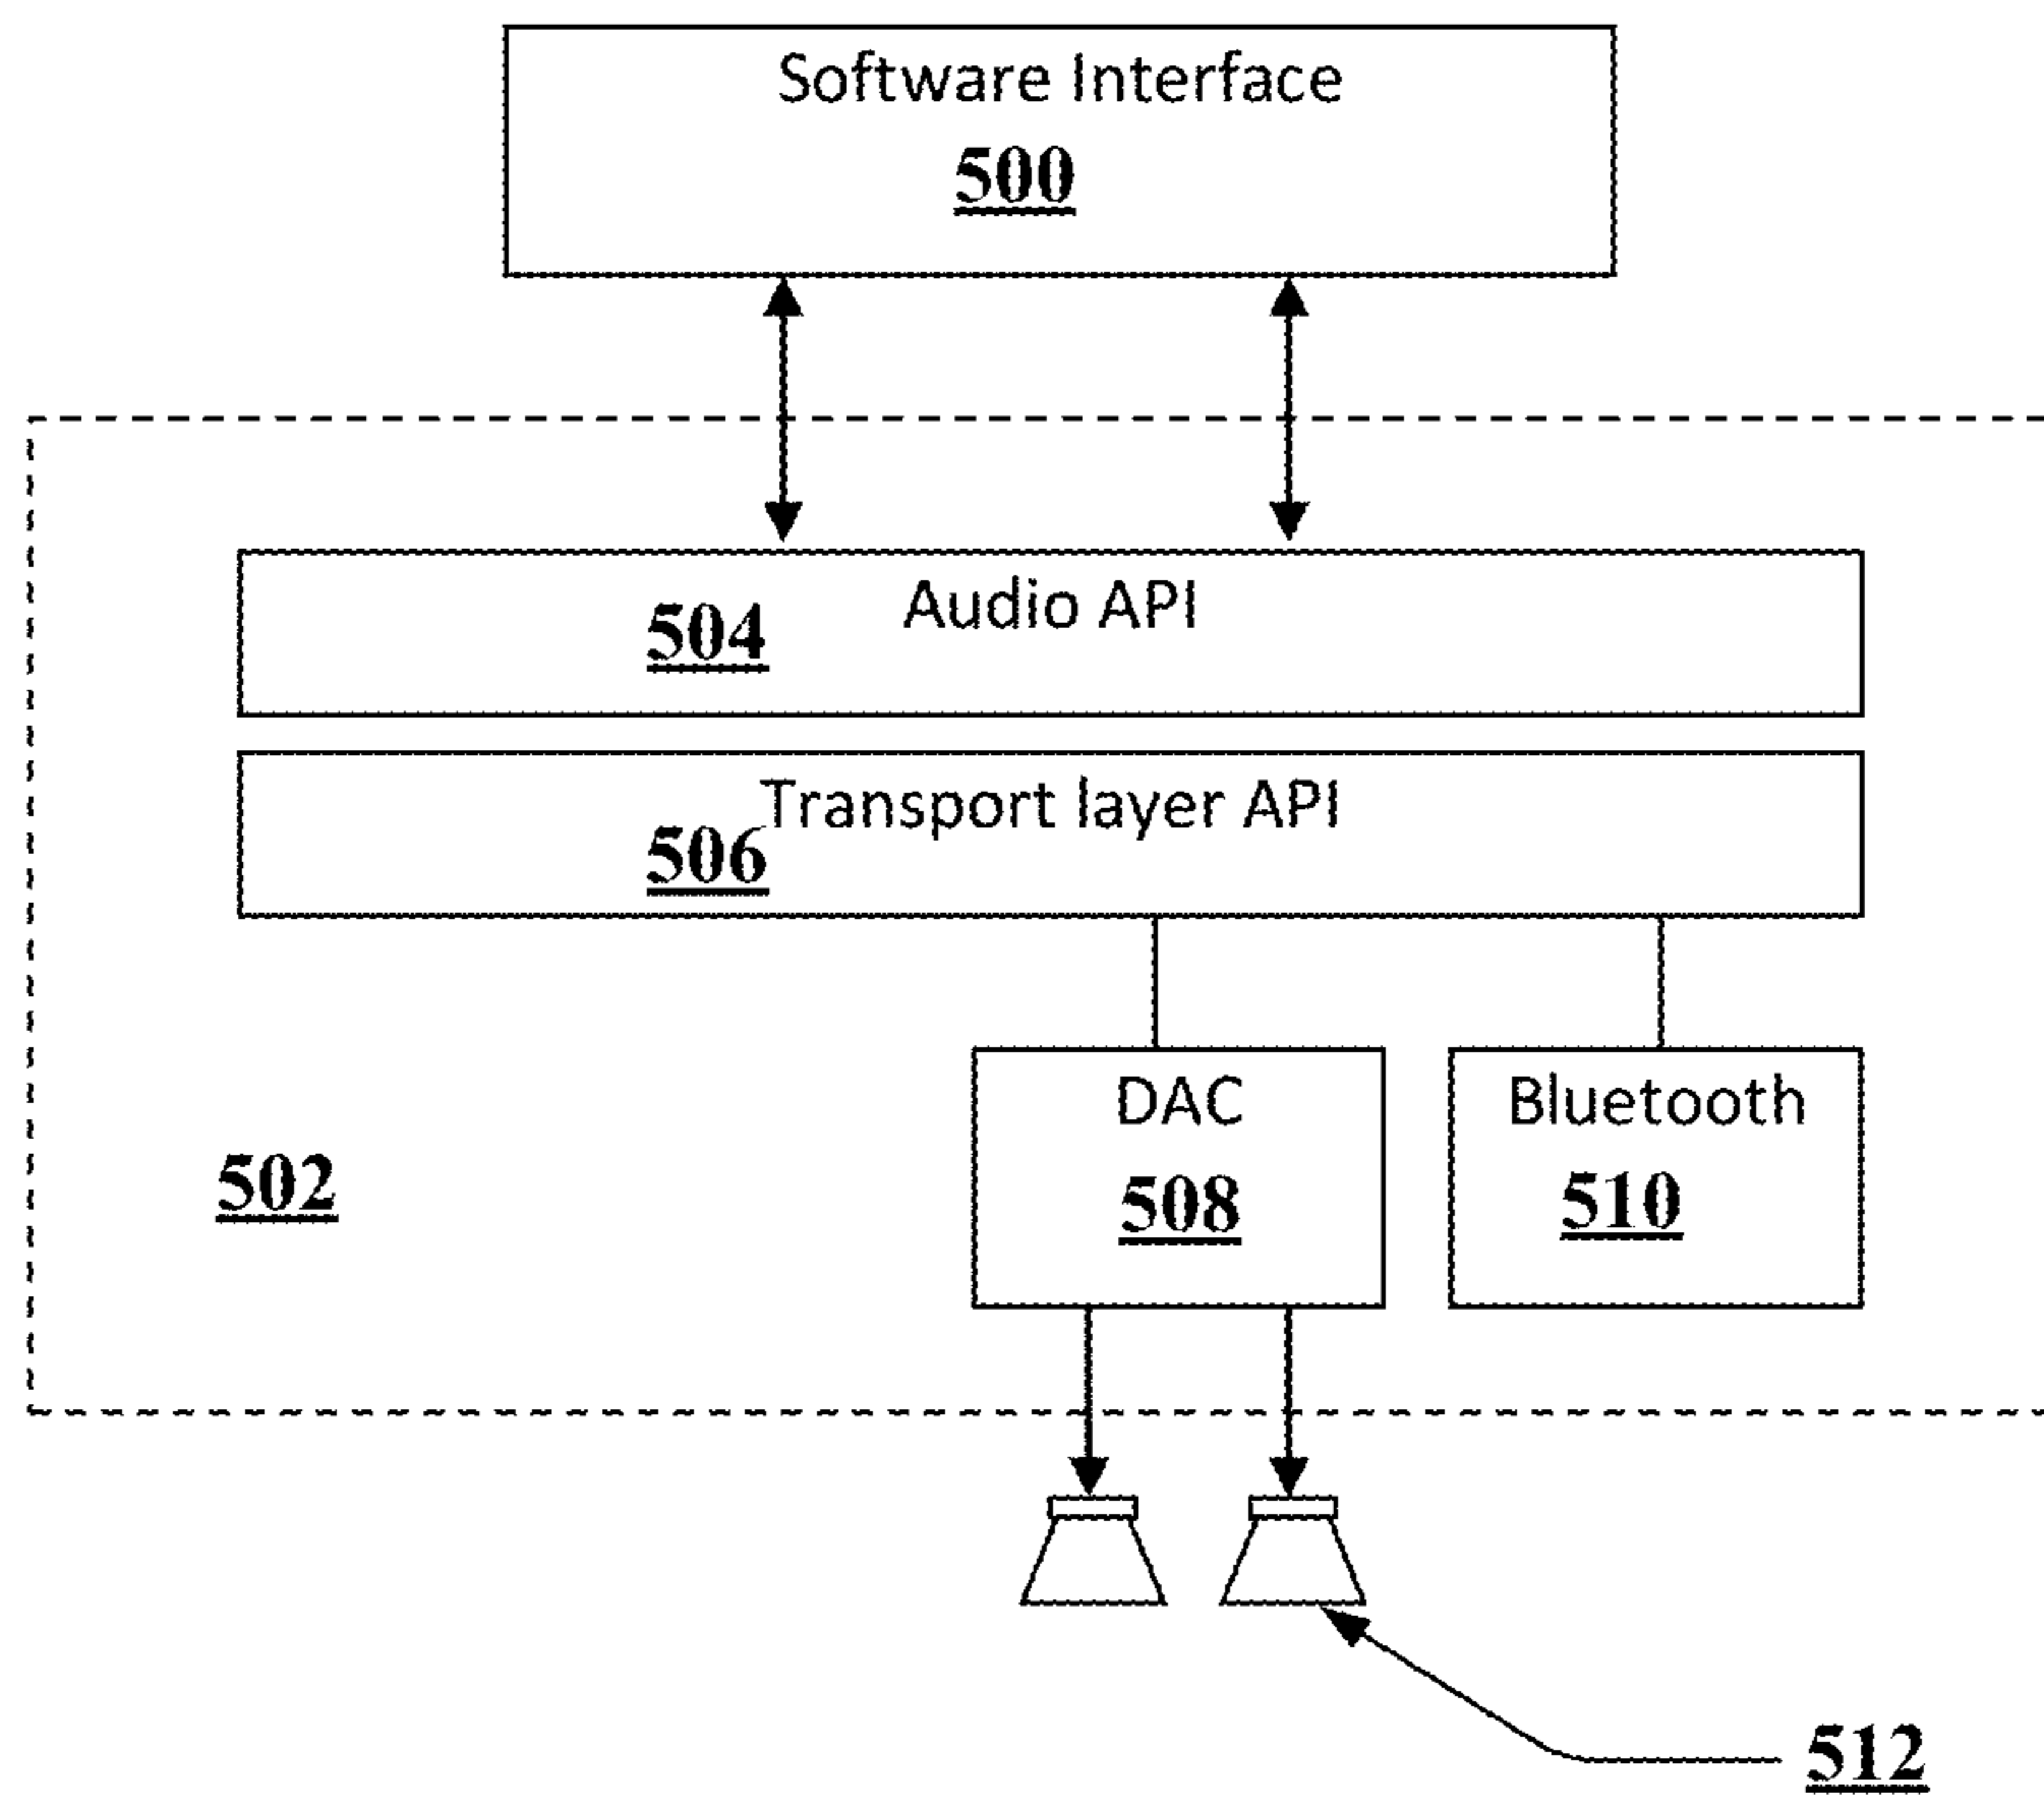 Software Interface
500
Audio API
504
Transport layer API
506
DAC
508
Bluetooth
510
502
512